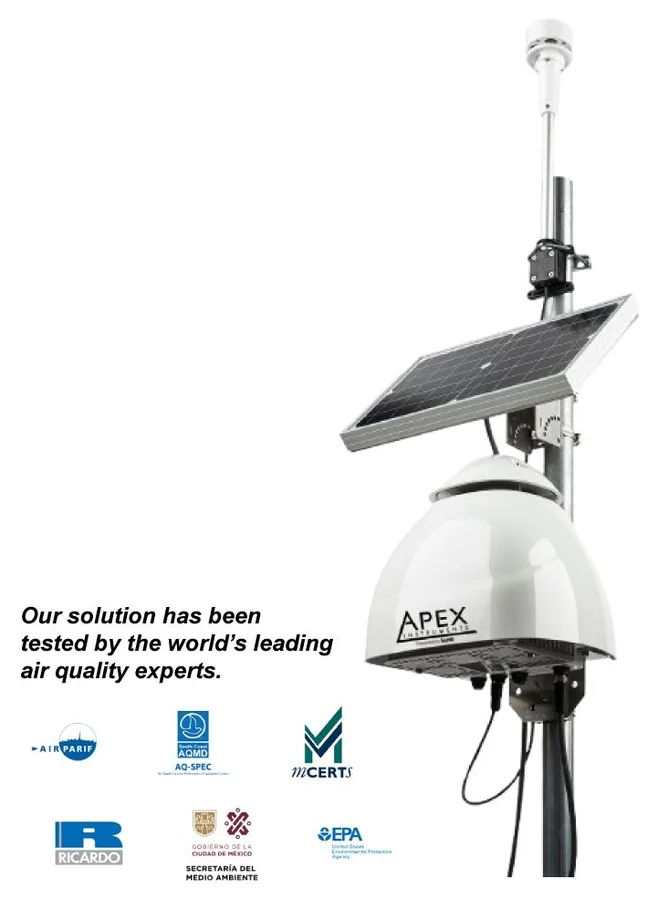 APEX
INSTRUMENTS
Our solution has been
tested by the world's leading
air quality experts.
AIRPARIF
South Coast
AQMD
AQ-SPEC
mCERTs
RICARDO
GOBIERNO DE LA
CIUDAD DE MÉXICO
SECRETARÍA DEL
MEDIO AMBIENTE
EPA
United States
Environmental Protection
Agency